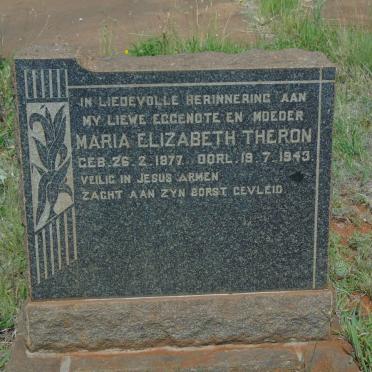 IN LIEDEVOLLE HERINNERING AAN
MY LIEWE EGGENOTE EN MOEDER
MARIA ELIZABETH THERON
GEB. 26. 2. 1877. OORL. 19. 7. 1943.
VEILIG IN JESUS ARMEN
ZACHT AAN ZYN BORST GEVLEID